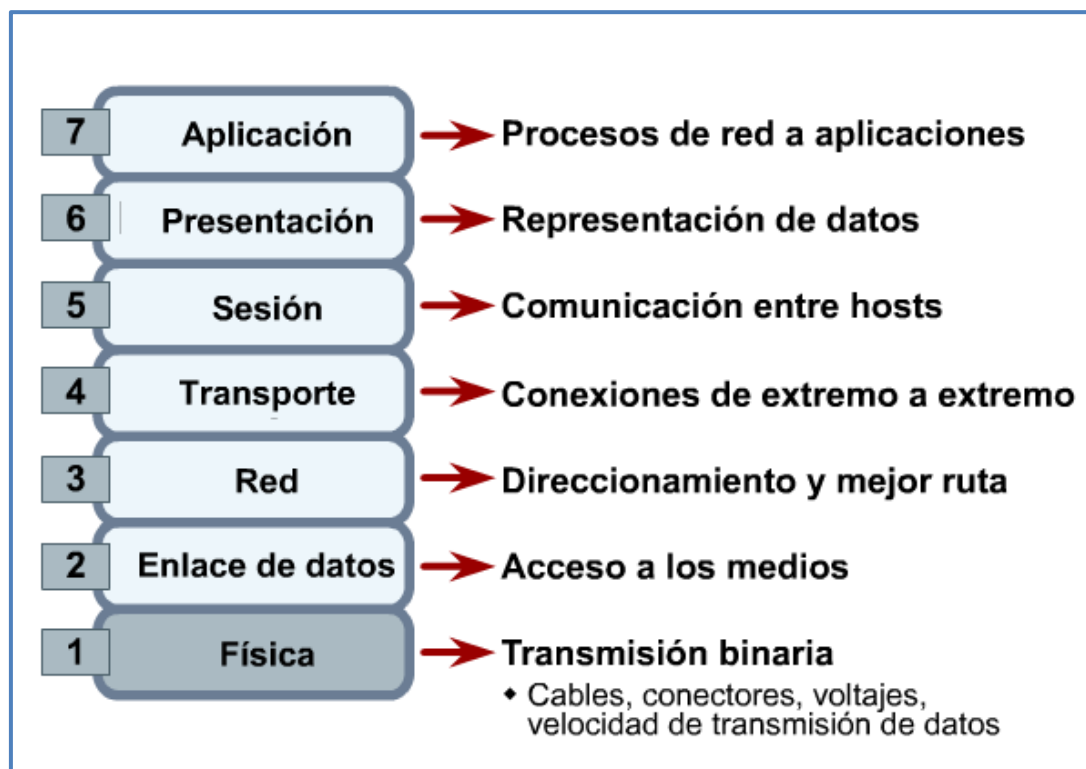 7 Aplicación Procesos de red a aplicaciones
6 Presentación Representación de datos
5 Sesión Comunicación entre hosts
4 Transporte Conexiones de extremo a extremo
3 Red Direccionamiento y mejor ruta
2 Enlace de datos Acceso a los medios
1 Física Transmisión binaria
◆ Cables, conectores, voltajes,
velocidad de transmisión de datos